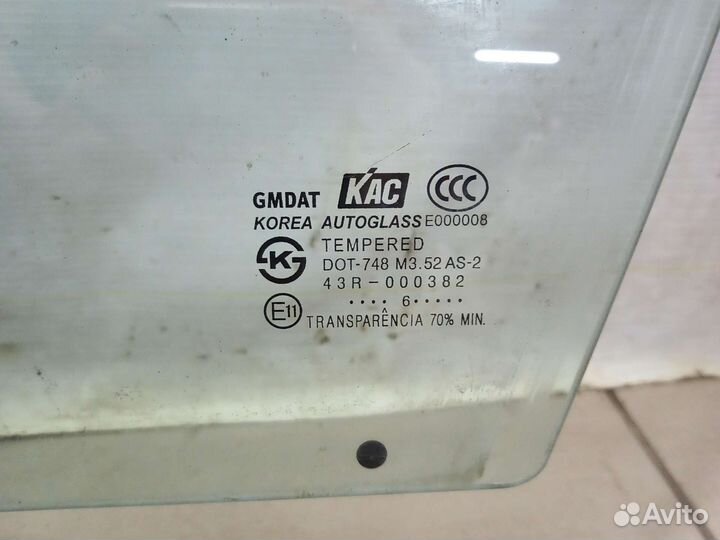 GMDAT KAC CCC
KOREA AUTOGLASS E000008
TEMPERED
DOT-748 M3.52 AS-2
43R-000382
E11
.... 6.....
TRANSPARÊNCIA 70% MIN.
Avito